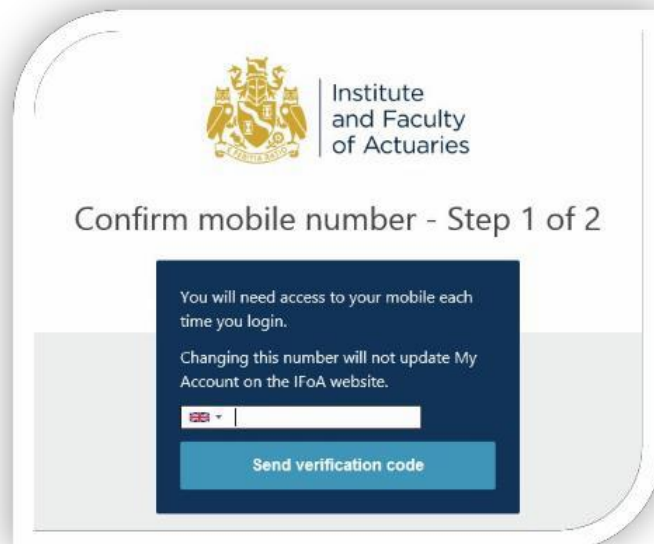 Institute
and Faculty
of Actuaries
E PERITIA RATIO
Confirm mobile number - Step 1 of 2
You will need access to your mobile each
time you login.
Changing this number will not update My
Account on the IFoA website.
Send verification code